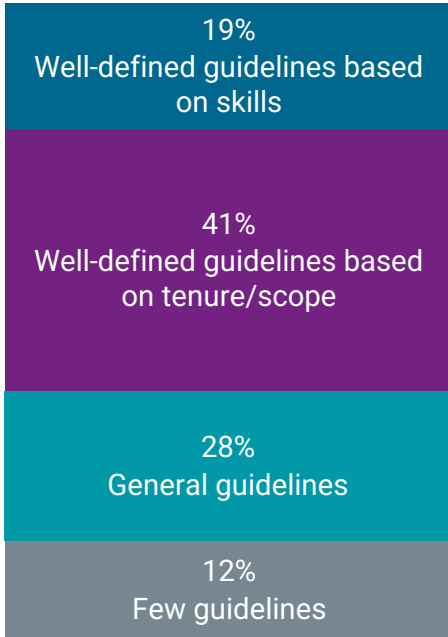 19%
Well-defined guidelines based
on skills
41%
Well-defined guidelines based
on tenure/scope
28%
General guidelines
12%
Few guidelines